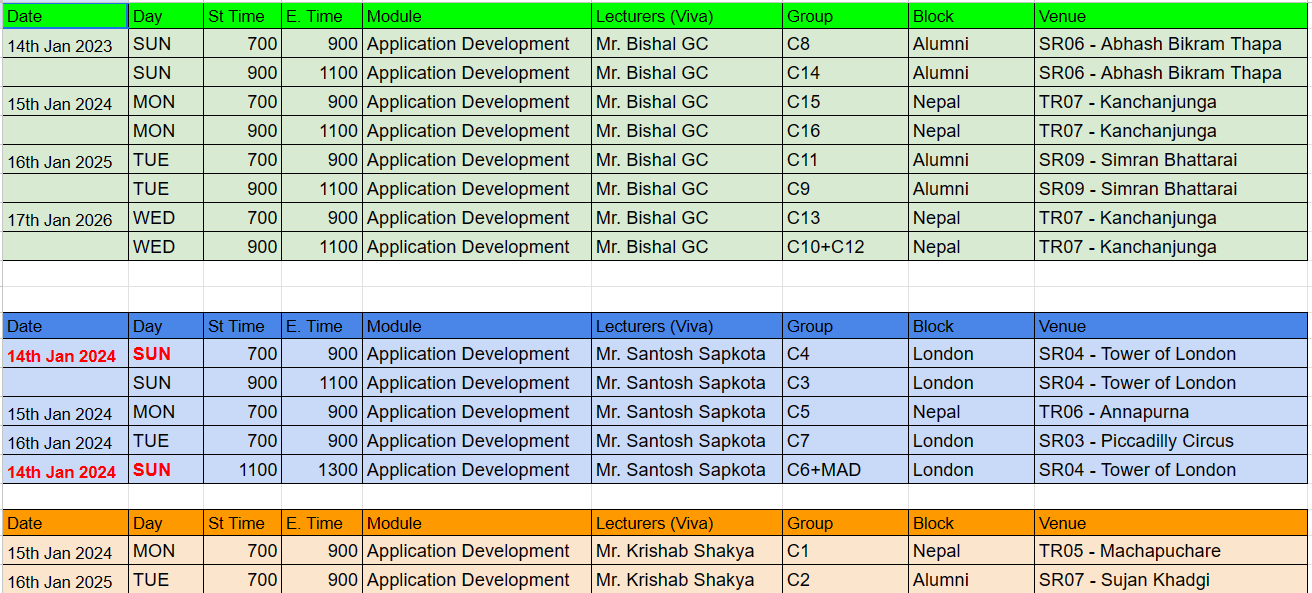 Date Day St Time E. Time Module Lecturers (Viva) Group Block Venue
14th Jan 2023 SUN 700 900 Application Development Mr. Bishal GC C8 Alumni SR06 - Abhash Bikram Thapa
SUN 900 1100 Application Development Mr. Bishal GC C14 Alumni SR06 - Abhash Bikram Thapa
15th Jan 2024 MON 700 900 Application Development Mr. Bishal GC C15 Nepal TR07 - Kanchanjunga
MON 900 1100 Application Development Mr. Bishal GC C16 Nepal TR07 - Kanchanjunga
16th Jan 2025 TUE 700 900 Application Development Mr. Bishal GC C11 Alumni SR09 - Simran Bhattarai
TUE 900 1100 Application Development Mr. Bishal GC C9 Alumni SR09 - Simran Bhattarai
17th Jan 2026 WED 700 900 Application Development Mr. Bishal GC C13 Nepal TR07 - Kanchanjunga
WED 900 1100 Application Development Mr. Bishal GC C10+C12 Nepal TR07 - Kanchanjunga
Date Day St Time E. Time Module Lecturers (Viva) Group Block Venue
14th Jan 2024 SUN 700 900 Application Development Mr. Santosh Sapkota C4 London SR04 - Tower of London
SUN 900 1100 Application Development Mr. Santosh Sapkota C3 London SR04 - Tower of London
15th Jan 2024 MON 700 900 Application Development Mr. Santosh Sapkota C5 Nepal TR06 - Annapurna
16th Jan 2024 TUE 700 900 Application Development Mr. Santosh Sapkota C7 London SR03 - Piccadilly Circus
14th Jan 2024 SUN 1100 1300 Application Development Mr. Santosh Sapkota C6+MAD London SR04 - Tower of London
Date Day St Time E. Time Module Lecturers (Viva) Group Block Venue
15th Jan 2024 MON 700 900 Application Development Mr. Krishab Shakya C1 Nepal TR05 - Machapuchare
16th Jan 2025 TUE 700 900 Application Development Mr. Krishab Shakya C2 Alumni SR07 - Sujan Khadgi